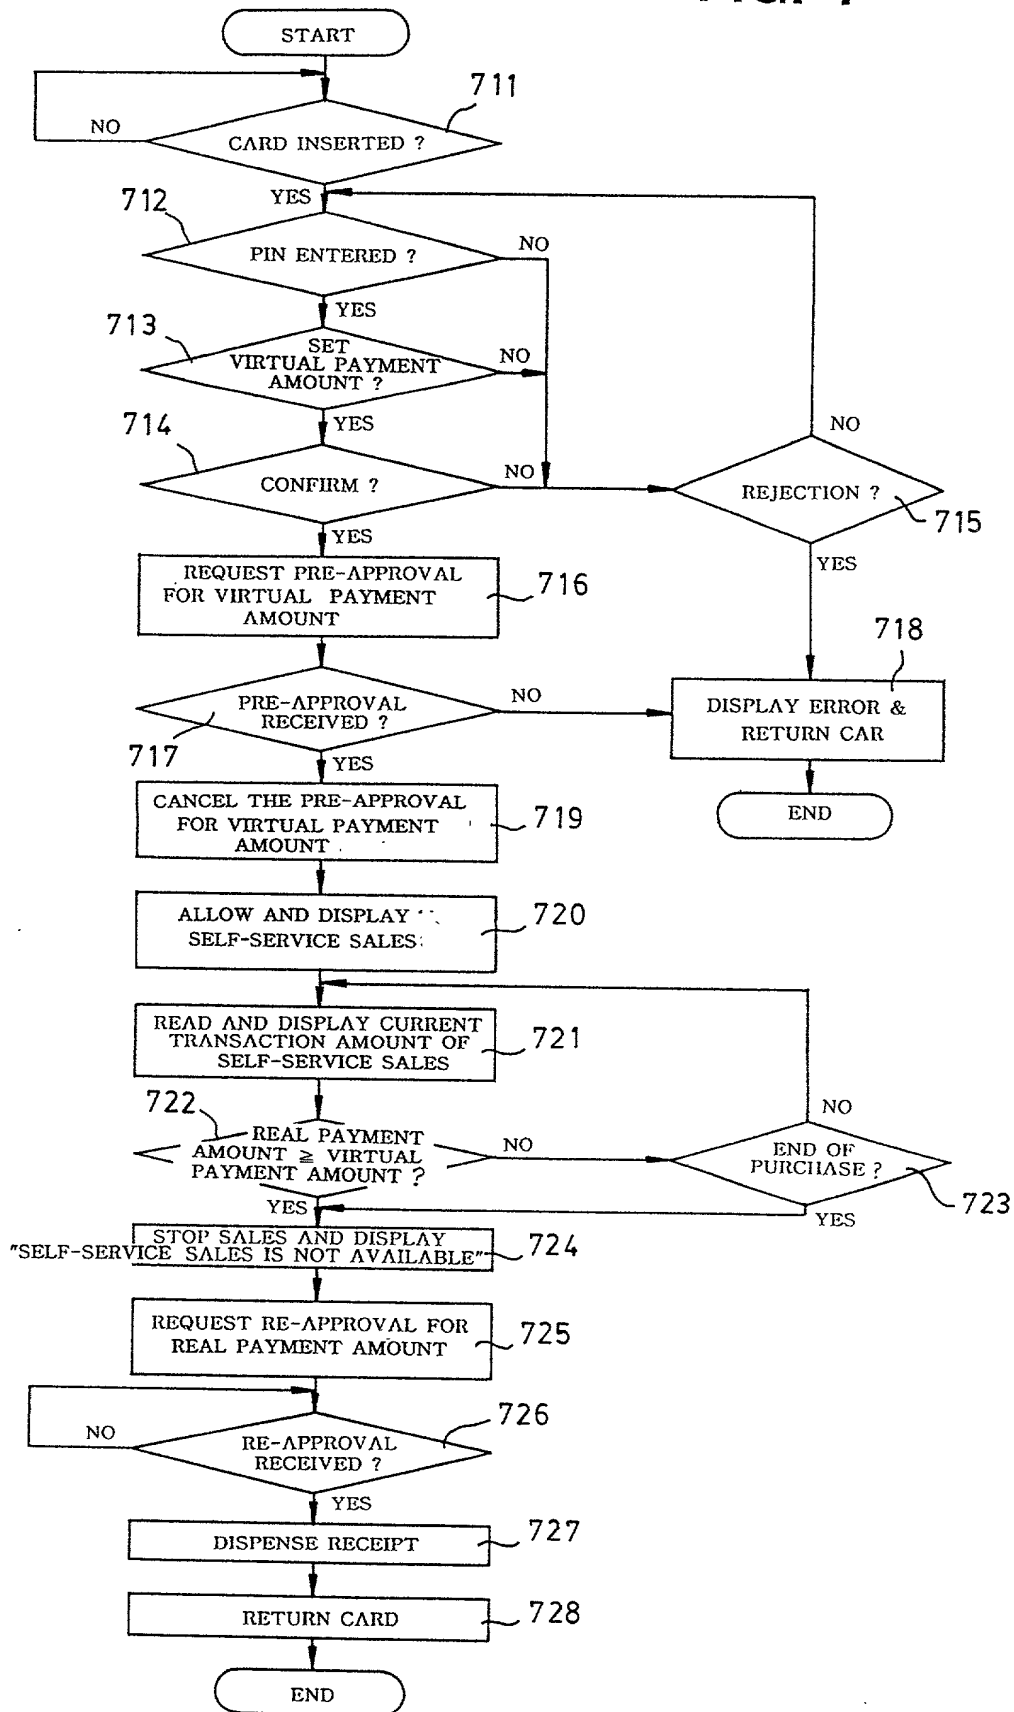 START
711
NO
CARD INSERTED ?
YES
712
PIN ENTERED ?
NO
YES
713
SET
VIRTUAL PAYMENT
AMOUNT ?
NO
YES
714
CONFIRM ?
NO
NO
REJECTION ?
715
YES
YES
REQUEST PRE-APPROVAL
FOR VIRTUAL PAYMENT
AMOUNT
716
718
PRE-APPROVAL
RECEIVED ?
NO
717
YES
DISPLAY ERROR &
RETURN CAR
END
CANCEL THE PRE-APPROVAL
FOR VIRTUAL PAYMENT
AMOUNT
719
ALLOW AND DISPLAY
SELF-SERVICE SALES
720
READ AND DISPLAY CURRENT
TRANSACTION AMOUNT OF
SELF-SERVICE SALES
721
722
REAL PAYMENT
AMOUNT ≧ VIRTUAL
PAYMENT AMOUNT ?
NO
NO
END OF
PURCHASE ?
723
YES
YES
STOP SALES AND DISPLAY
"SELF-SERVICE SALES IS NOT AVAILABLE"
724
REQUEST RE-APPROVAL FOR
REAL PAYMENT AMOUNT
725
726
NO
RE-APPROVAL
RECEIVED ?
YES
DISPENSE RECEIPT
727
RETURN CARD
728
END